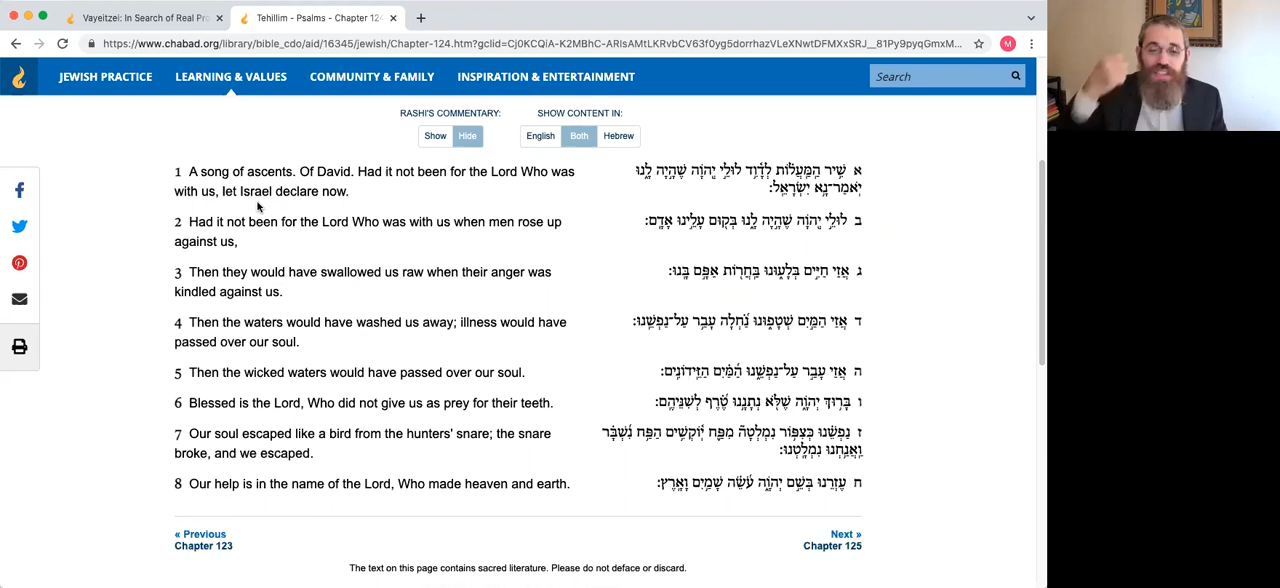 Vayeitzei: In Search of Real Pr
Tehillim - Psalms - Chapter 124
https://www.chabad.org/library/bible_cdo/aid/16345/jewish/Chapter-124.htm?gclid=
M
JEWISH PRACTICE
LEARNING & VALUES
COMMUNITY & FAMILY
INSPIRATION & ENTERTAINMENT
Search
RASHI'S COMMENTARY:
SHOW CONTENT IN:
Show
Hide
English
Both
Hebrew
1 A song of ascents. Of David. Had it not been for the Lord Who was
with us, let Israel declare now.
א שִׁ֥יר הַֽמַּֽעֲל֗וֹת לְדָ֫וִ֥ד לוּלֵ֣י יְ֖הֹוָה שֶׁהָ֣יָה לָ֑נוּ
יֹ֜אמַר־נָ֗א יִשְׂרָאֵֽל:
2 Had it not been for the Lord Who was with us when men rose up
against us,
ב לוּלֵ֣י יְ֖הֹוָה שֶׁהָ֣יָה לָ֑נוּ בְּק֖וּם עָלֵ֣ינוּ אָדָֽם:
3 Then they would have swallowed us raw when their anger was
kindled against us.
ג אֲזַי חַיִּ֣ים בְּלָע֑וּנוּ בַּֽחֲר֖וֹת אַפָּ֣ם בָּֽנוּ:
4 Then the waters would have washed us away; illness would have
passed over our soul.
ד אֲזַי הַמַּ֣יִם שְׁטָפ֑וּנוּ נַ֜֗חְלָה עָבַ֥ר עַל־נַפְשֵֽׁנוּ:
5 Then the wicked waters would have passed over our soul.
ה אֲזַי עָבַ֣ר עַל־נַפְשֵׁ֑נוּ הַ֜מַּ֗יִם הַזֵּֽידוֹנִֽים:
6 Blessed is the Lord, Who did not give us as prey for their teeth.
ו בָּר֥וּךְ יְהֹוָ֑ה שֶׁלֹּ֥א נְתָנָ֥נוּ טֶ֜֗רֶף לְשִׁנֵּיהֶֽם:
7 Our soul escaped like a bird from the hunters' snare; the snare
broke, and we escaped.
ז נַפְשֵׁ֗נוּ כְּצִפּ֥וֹר נִמְלְטָה֘ מִפַּ֪ח י֫וֹקְשִׁ֥ים הַפַּ֥ח נִ֜שְׁבָּ֗ר
וַֽאֲנַ֥חְנוּ נִמְלָֽטְנוּ:
8 Our help is in the name of the Lord, Who made heaven and earth.
ח עֶזְרֵנוּ בְּשֵׁ֣ם יְהֹוָ֑ה עֹ֜שֵׂ֗ה שָׁמַ֥יִם וָאָֽרֶץ:
« Previous
Chapter 123
Next »
Chapter 125
The text on this page contains sacred literature. Please do not deface or discard.